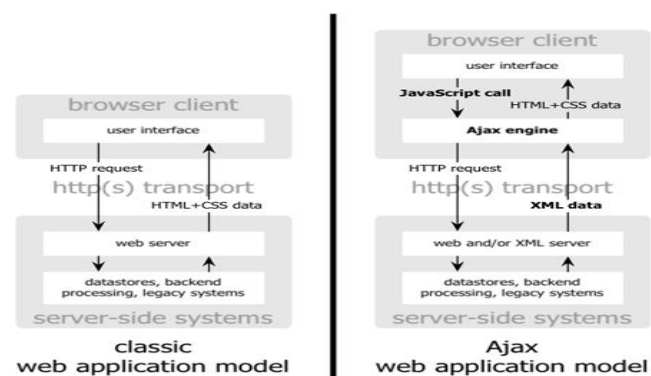 browser client
user interface
HTTP request
http(s) transport
HTML+CSS data
web server
datastores, backend
processing, legacy systems
server-side systems
classic
web application model
browser client
user interface
JavaScript call
HTML+CSS data
Ajax engine
HTTP request
http(s) transport
XML data
web and/or XML server
datastores, backend
processing, legacy systems
server-side systems
Ajax
web application model